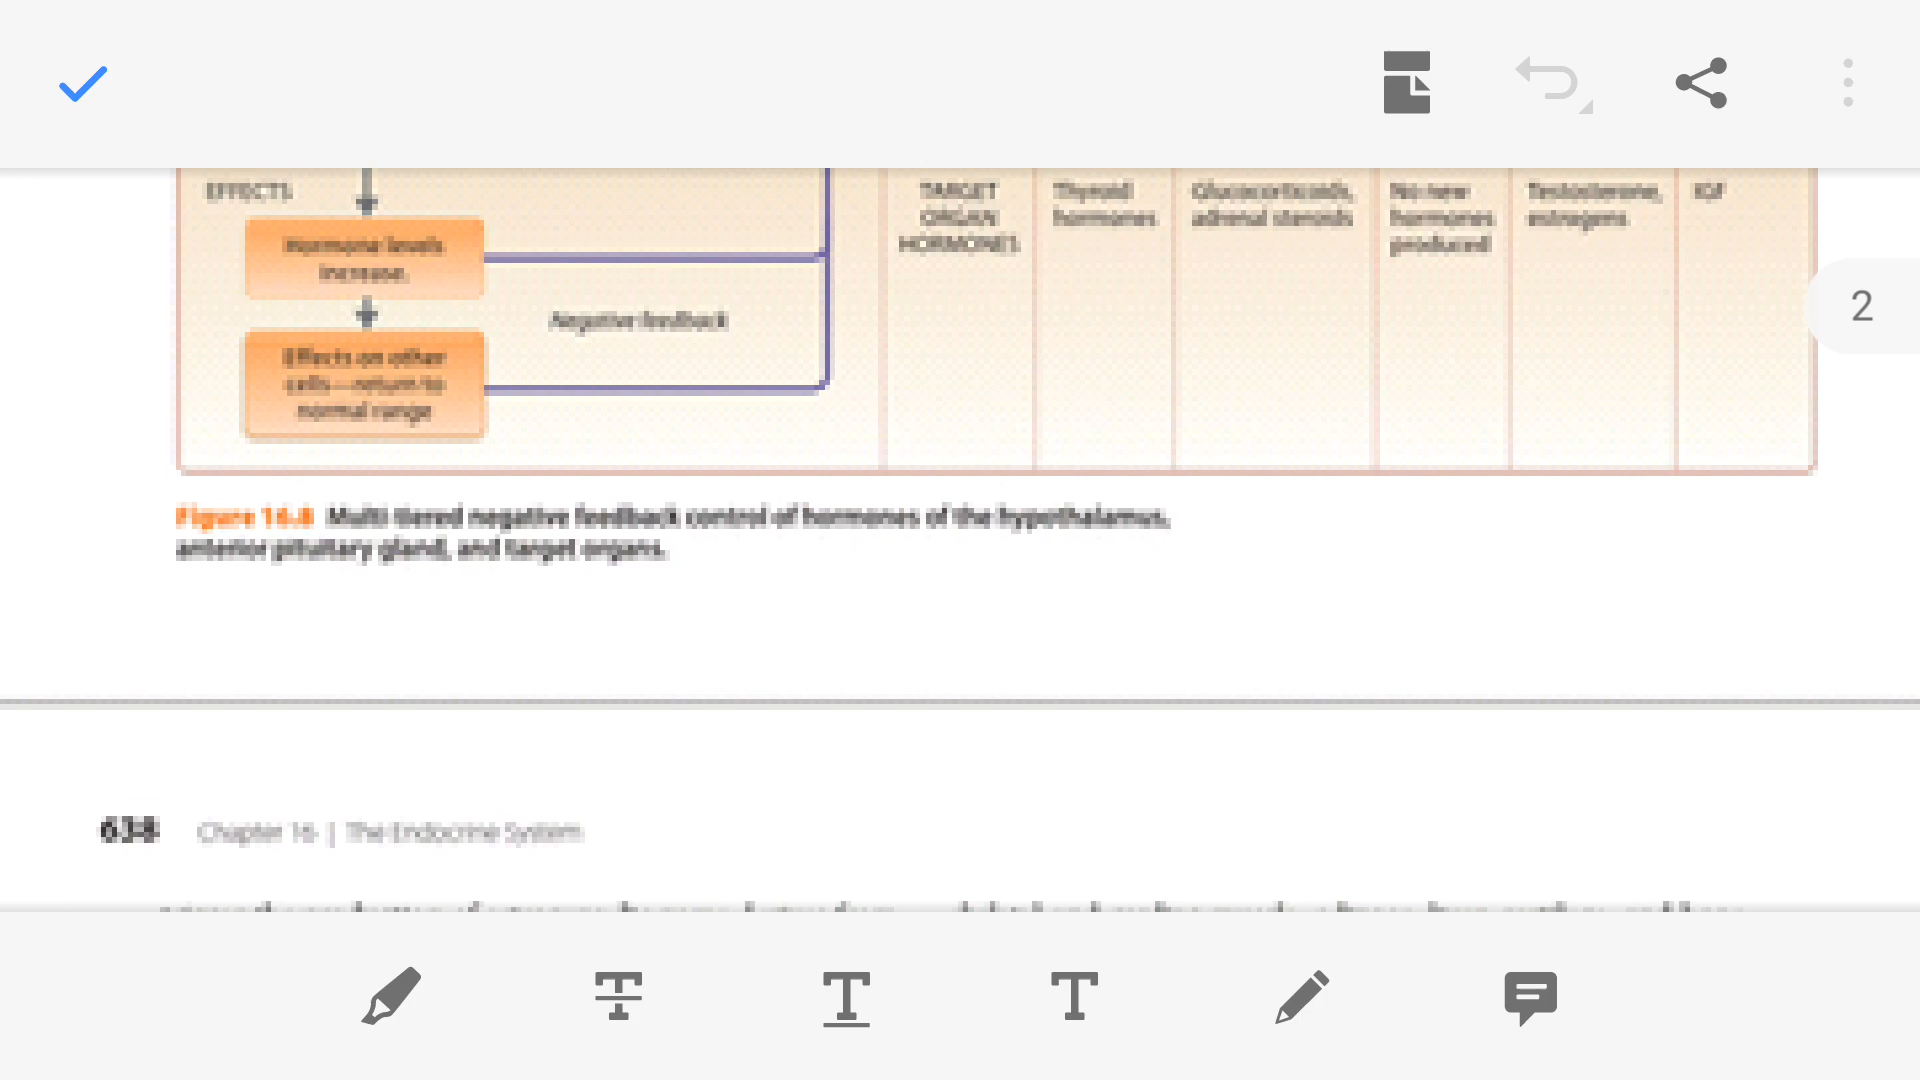 EFFECTS
Hormone levels
increase.
Negative feedback
Effects on other
cells—return to
normal range
TARGET
ORGAN
HORMONES
Thyroid
hormones
Glucocorticoids,
adrenal steroids
No new
hormones
produced
Testosterone,
estrogens
IGF
2
Figure 16.8 Multi-tiered negative feedback control of hormones of the hypothalamus,
anterior pituitary gland, and target organs.
638 Chapter 16 | The Endocrine System